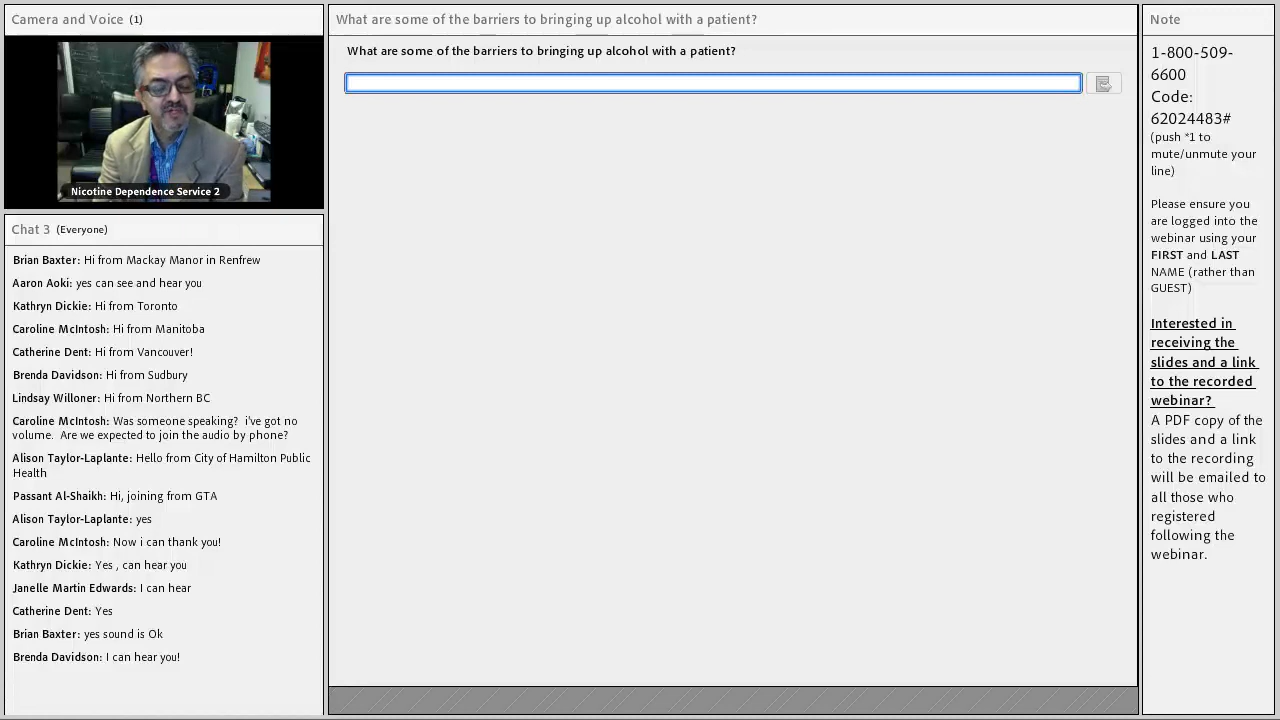 Camera and Voice (1)
Nicotine Dependence Service 2
Chat 3 (Everyone)
Brian Baxter: Hi from Mackay Manor in Renfrew
Aaron Aoki: yes can see and hear you
Kathryn Dickie: Hi from Toronto
Caroline McIntosh: Hi from Manitoba
Catherine Dent: Hi from Vancouver!
Brenda Davidson: Hi from Sudbury
Lindsay Willoner: Hi from Northern BC
Caroline McIntosh: Was someone speaking? i've got no
volume. Are we expected to join the audio by phone?
Alison Taylor-Laplante: Hello from City of Hamilton Public
Health
Passant Al-Shaikh: Hi, joining from GTA
Alison Taylor-Laplante: yes
Caroline McIntosh: Now i can thank you!
Kathryn Dickie: Yes , can hear you
Janelle Martin Edwards: I can hear
Catherine Dent: Yes
Brian Baxter: yes sound is Ok
Brenda Davidson: I can hear you!
What are some of the barriers to bringing up alcohol with a patient?
What are some of the barriers to bringing up alcohol with a patient?
Note
1-800-509-
6600
Code:
62024483#
(push *1 to
mute/unmute your
line)
Please ensure you
are logged into the
webinar using your
FIRST and LAST
NAME (rather than
GUEST)
Interested in
receiving the
slides and a link
to the recorded
webinar?
A PDF copy of the
slides and a link
to the recording
will be emailed to
all those who
registered
following the
webinar.